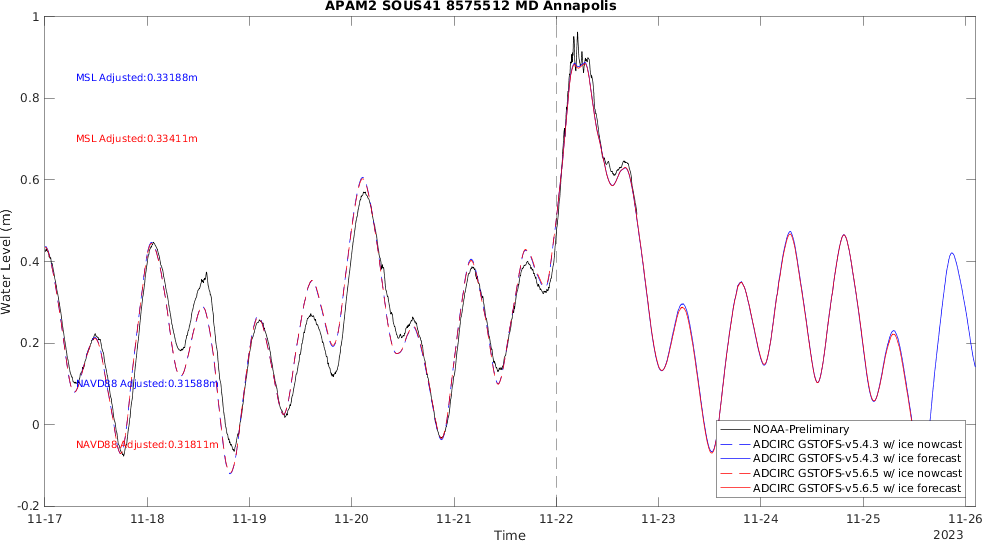 APAM2 SOUS41 8575512 MD Annapolis
1
MSL Adjusted:0.33188m
0.8
MSL Adjusted:0.33411m
0.6
Water Level (m)
0.4
0.2
NAVD88 Adjusted:0.31588m
0
NAVD88 Adjusted:0.31811m
-0.2
NOAA-Preliminary
ADCIRC GSTOFS-v5.4.3 w/ ice nowcast
ADCIRC GSTOFS-v5.4.3 w/ ice forecast
ADCIRC GSTOFS-v5.6.5 w/ ice nowcast
ADCIRC GSTOFS-v5.6.5 w/ ice forecast
11-17 11-18 11-19 11-20 11-21 11-22 11-23 11-24 11-25 11-26
Time
2023